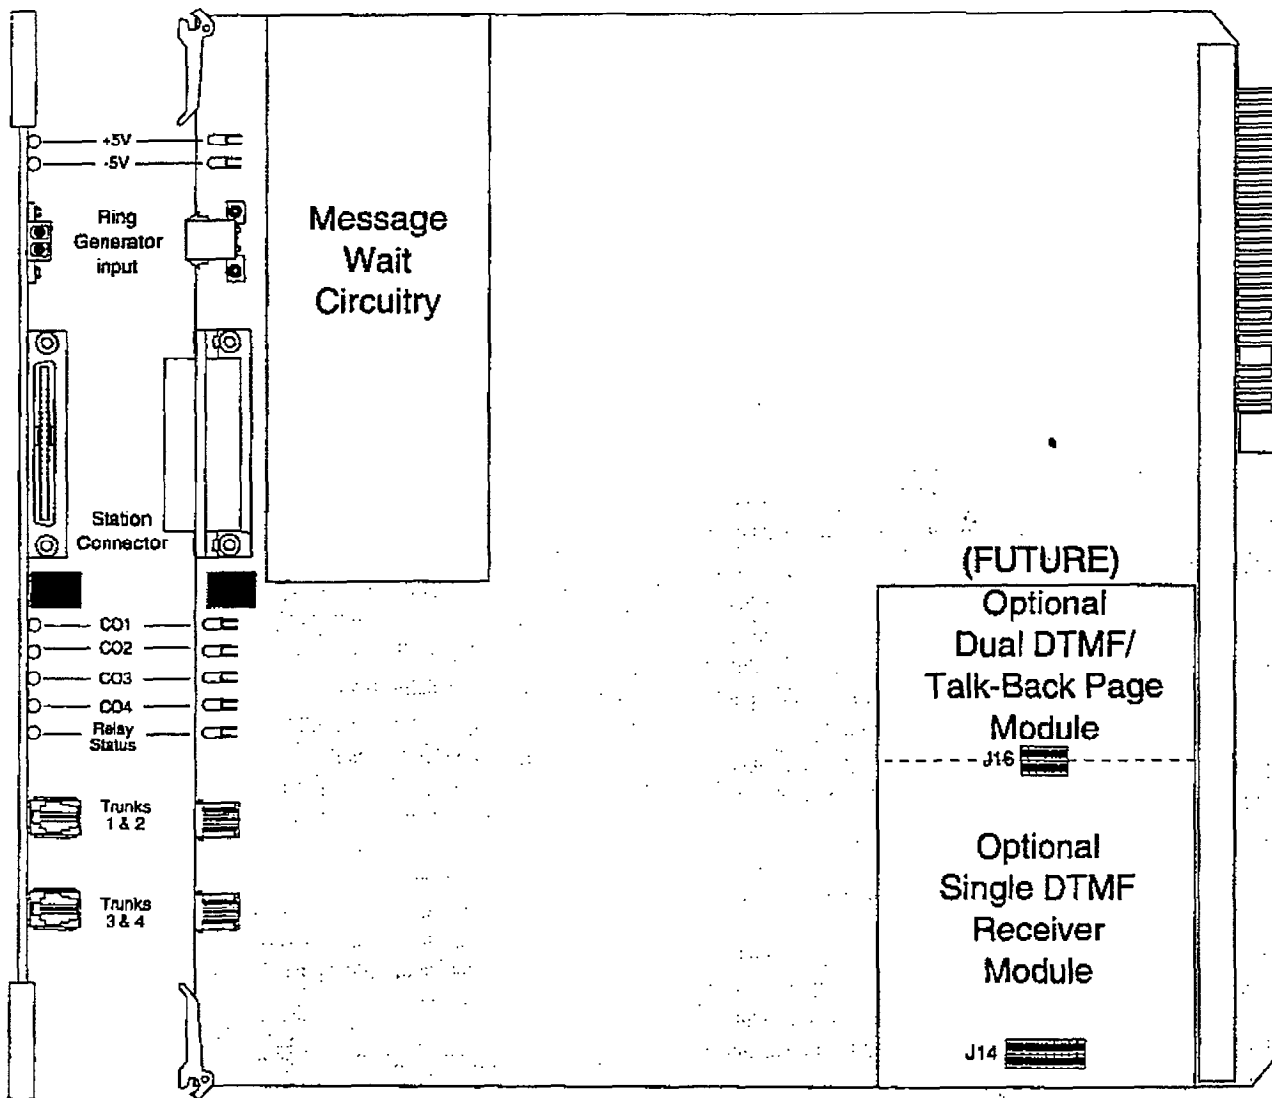 +5V
-5V
Ring
Generator
input
Message
Wait
Circuitry
Station
Connector
CO1
CO2
CO3
CO4
Relay
Status
Trunks
1 & 2
Trunks
3 & 4
(FUTURE)
Optional
Dual DTMF/
Talk-Back Page
Module
J16
Optional
Single DTMF
Receiver
Module
J14